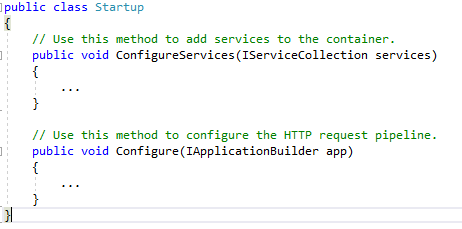 public class Startup
{
// Use this method to add services to the container.
public void ConfigureServices(IServiceCollection services)
{
...
}
// Use this method to configure the HTTP request pipeline.
public void Configure(IApplicationBuilder app)
{
...
}
}